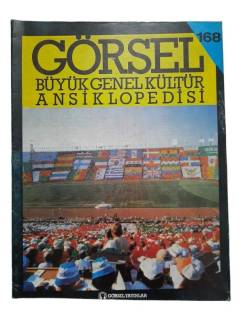 168
GÖRSEL
BÜYÜK GENEL KÜLTÜR
ANSİKLOPEDİSİ
GÖRSEL YAYINLAR